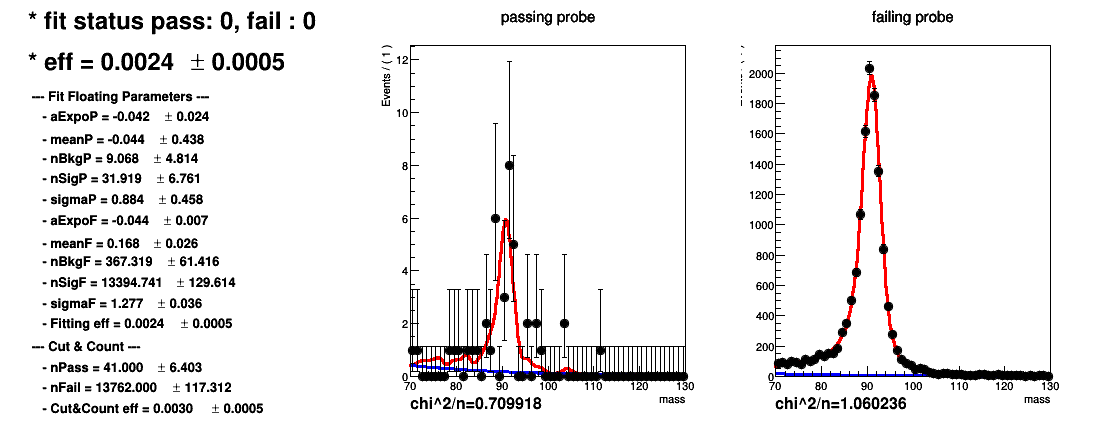 * fit status pass: 0, fail : 0
* eff = 0.0024 ± 0.0005
--- Fit Floating Parameters ---
- aExpoP = -0.042 ± 0.024
- meanP = -0.044 ± 0.438
- nBkgP = 9.068 ± 4.814
- nSigP = 31.919 ± 6.761
- sigmaP = 0.884 ± 0.458
- aExpoF = -0.044 ± 0.007
- meanF = 0.168 ± 0.026
- nBkgF = 367.319 ± 61.416
- nSigF = 13394.741 ± 129.614
- sigmaF = 1.277 ± 0.036
- Fitting eff = 0.0024 ± 0.0005
--- Cut & Count ---
- nPass = 41.000 ± 6.403
- nFail = 13762.000 ± 117.312
- Cut&Count eff = 0.0030 ± 0.0005
passing probe
Events / ( 1 )
12
10
8
6
4
2
0
70 80 90 100 110 120 130
mass
chi^2/n=0.709918
failing probe
2000
1800
1600
1400
1200
1000
800
600
400
200
0
70 80 90 100 110 120 130
mass
chi^2/n=1.060236